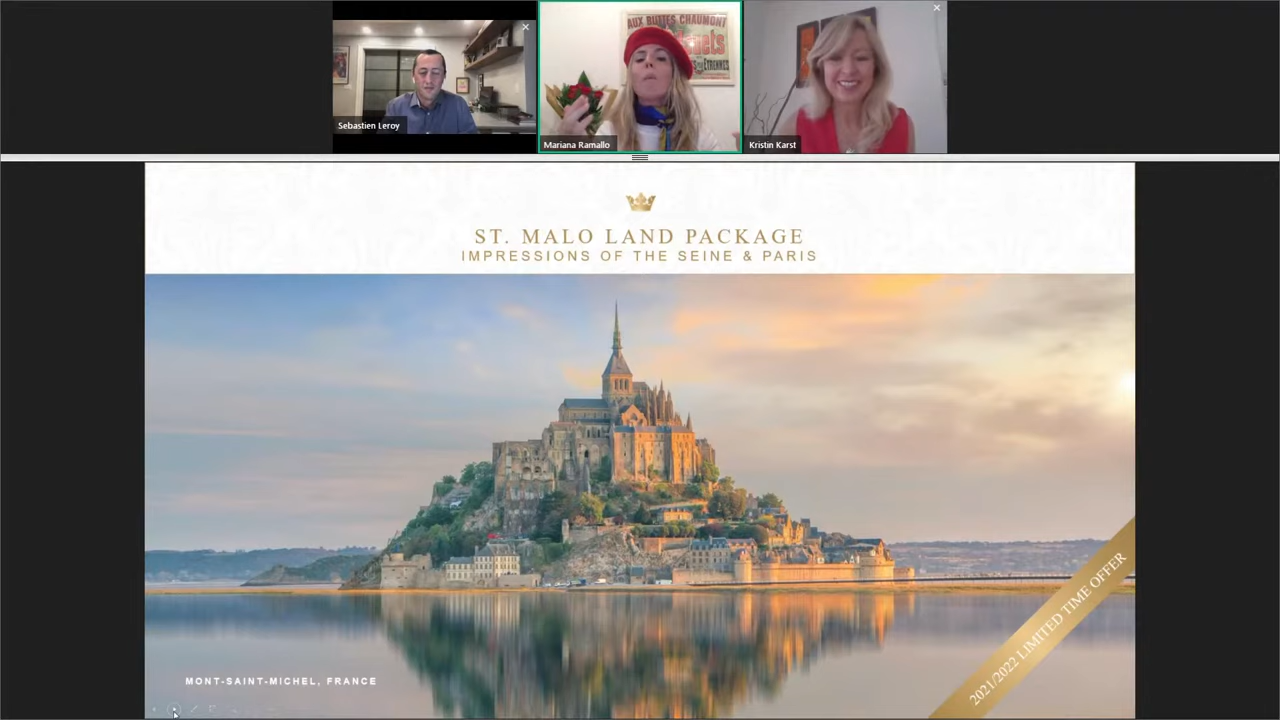 AUX BUTTES CHAUMONT
Sebastien Leroy
Mariana Ramallo
Kristin Karst
ST. MALO LAND PACKAGE
IMPRESSIONS OF THE SEINE & PARIS
2021/2022 LIMITED TIME OFFER
MONT-SAINT-MICHEL, FRANCE